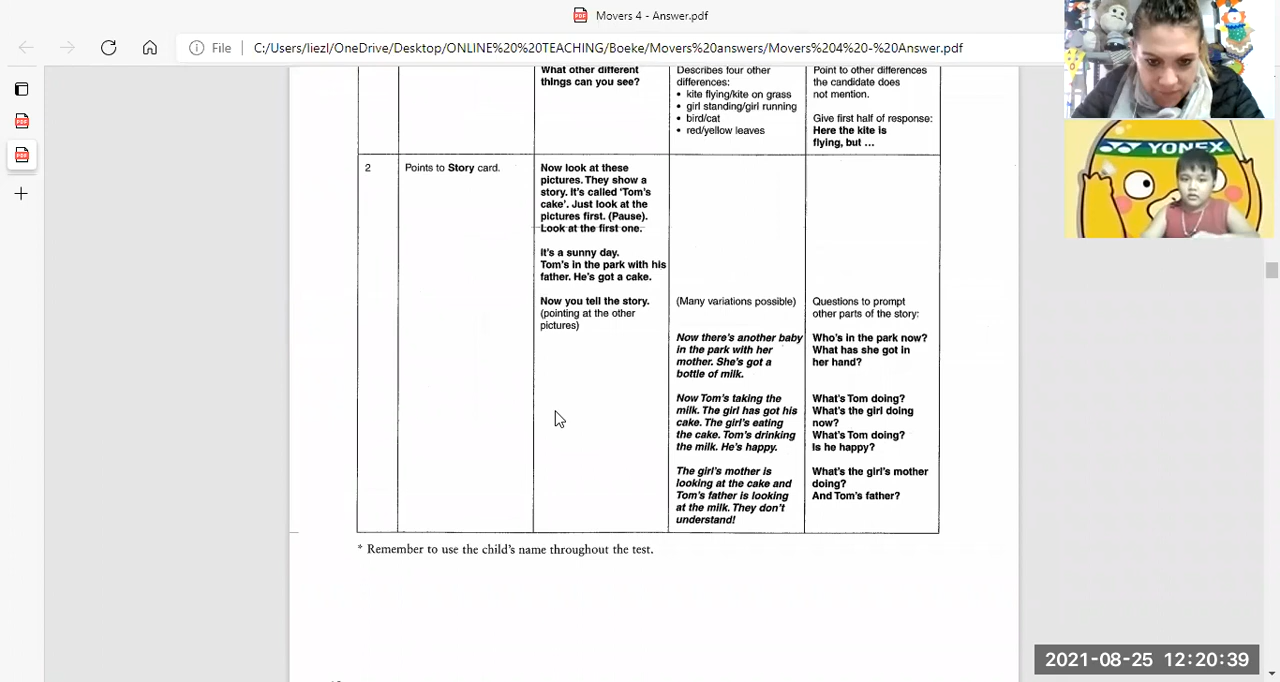 Movers 4 - Answer.pdf
File
C:/Users/liezl/OneDrive/Desktop/ONLINE%20%20TEACHING/Boeke/Movers%20answers/Movers%204%20-%20Answer.pdf
What other different
things can you see?
Describes four other
differences:
• kite flying/kite on grass
• girl standing/girl running
• bird/cat
• red/yellow leaves
Point to other differences
the candidate does
not mention.
Give first half of response:
Here the kite is
flying, but ...
2
Points to Story card.
Now look at these
pictures. They show a
story. It's called 'Tom's
cake'. Just look at the
pictures first. (Pause).
Look at the first one.
It's a sunny day.
Tom's in the park with his
father. He's got a cake.
Now you tell the story.
(pointing at the other
pictures)
(Many variations possible)
Now there's another baby
in the park with her
mother. She's got a
bottle of milk.
Now Tom's taking the
milk. The girl has got his
cake. The girl's eating
the cake. Tom's drinking
the milk. He's happy.
The girl's mother is
looking at the cake and
Tom's father is looking
at the milk. They don't
understand!
Questions to prompt
other parts of the story:
Who's in the park now?
What has she got in
her hand?
What's Tom doing?
What's the girl doing
now?
What's Tom doing?
Is he happy?
What's the girl's mother
doing?
And Tom's father?
* Remember to use the child's name throughout the test.
YONEX
2021-08-25 12:20:39